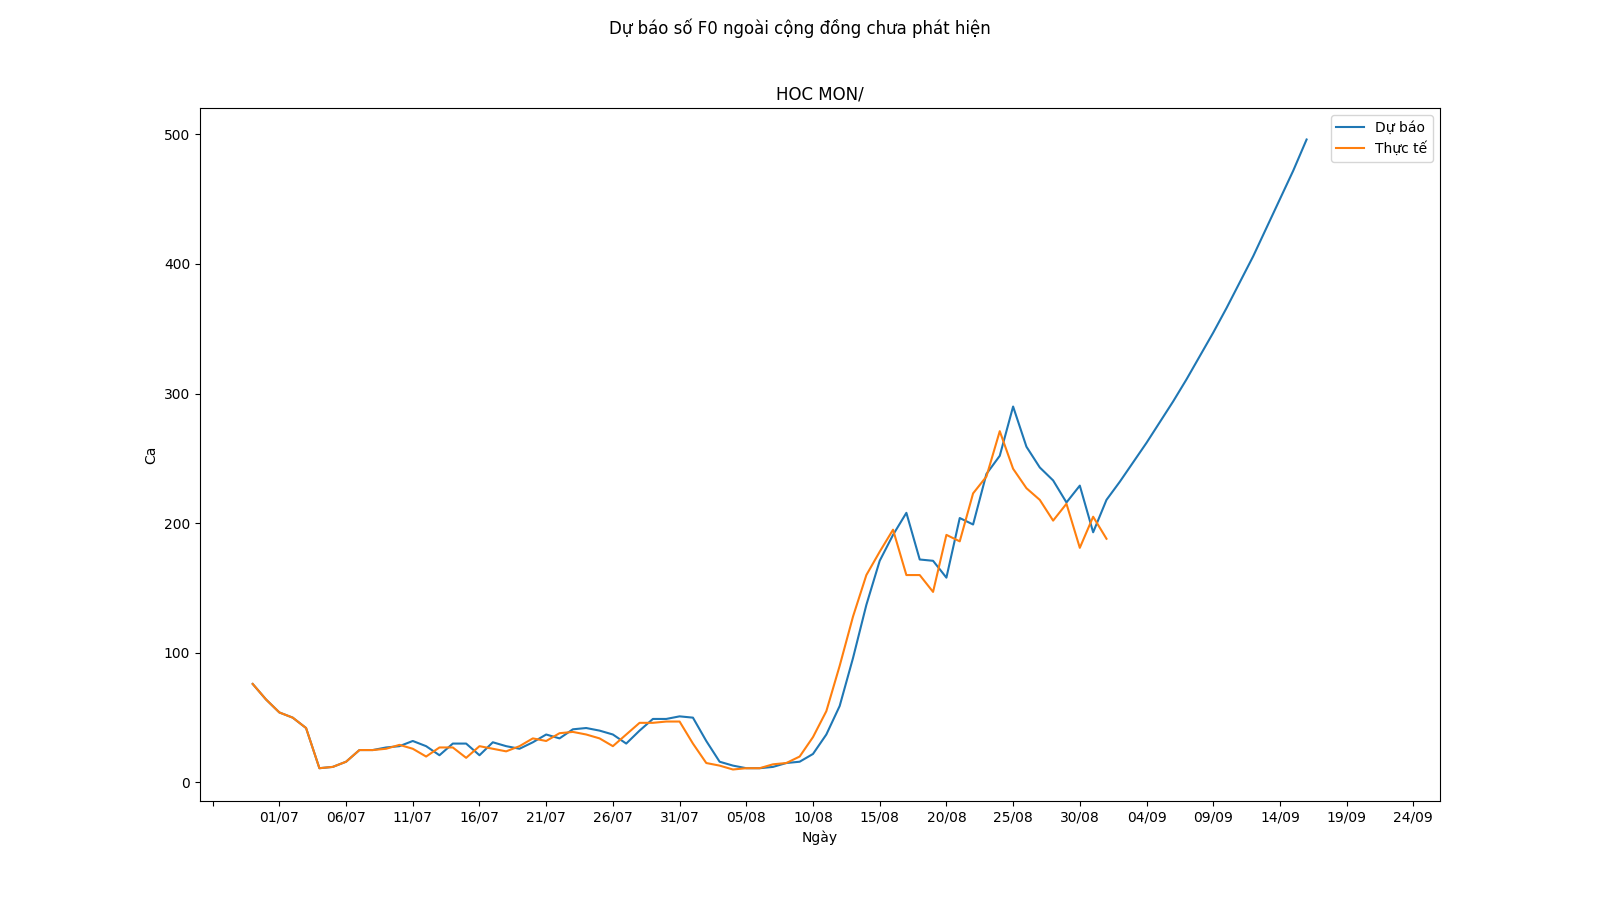 Dự báo số F0 ngoài cộng đồng chưa phát hiện
HOC MON/
Dự báo
Thực tế
500
400
300
200
100
0
Ca
01/07 06/07 11/07 16/07 21/07 26/07 31/07 05/08 10/08 15/08 20/08 25/08 30/08 04/09 09/09 14/09 19/09 24/09
Ngày